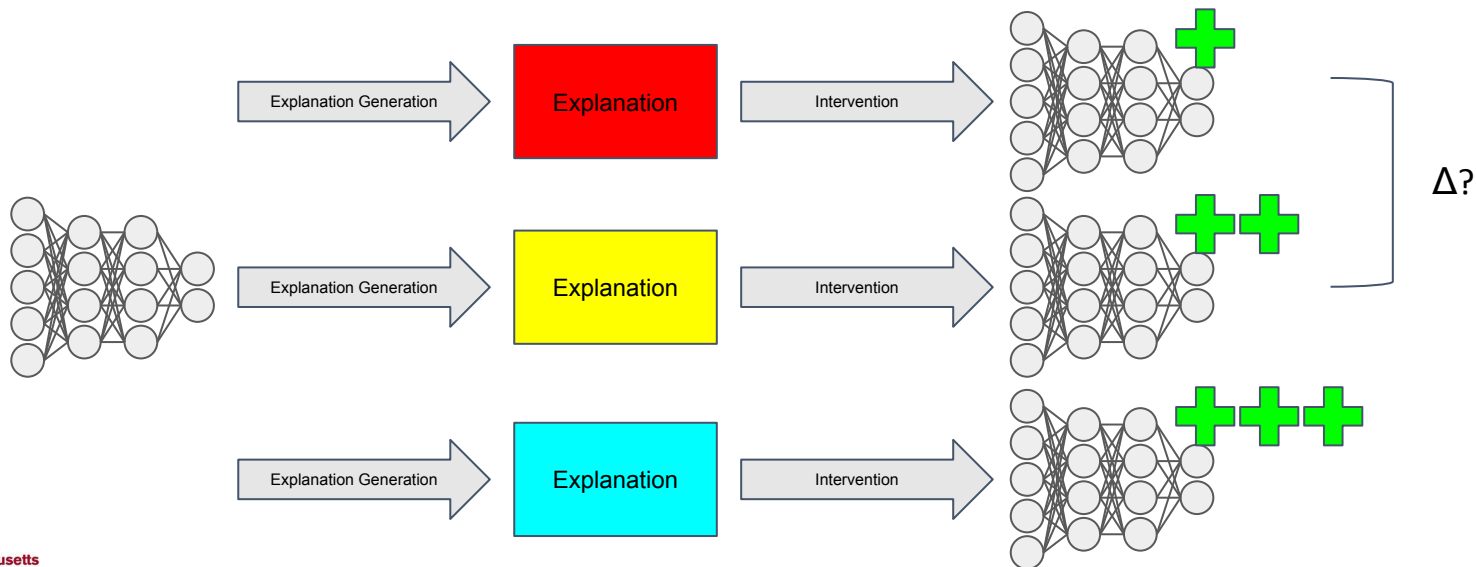 Explanation Generation
Explanation
Intervention
Δ?
Explanation Generation
Explanation
Intervention
Explanation Generation
Explanation
Intervention
usetts